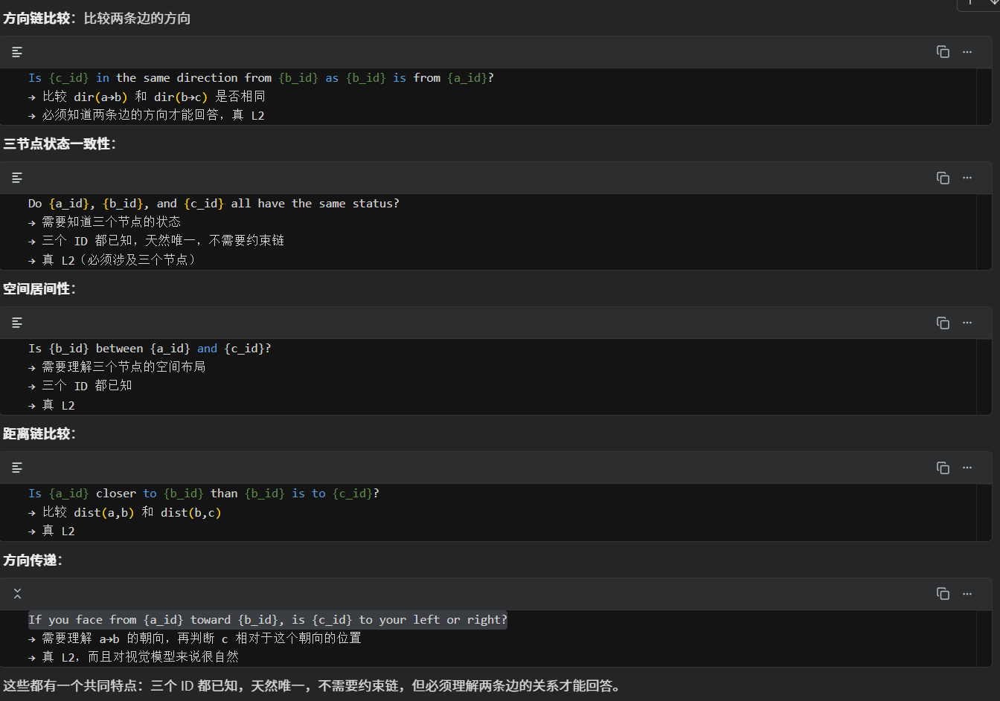 方向链比较：比较两条边的方向
Is {c_id} in the same direction from {b_id} as {b_id} is from {a_id}?
→ 比较 dir(a→b) 和 dir(b→c) 是否相同
→ 必须知道两条边的方向才能回答，真 L2
三节点状态一致性：
Do {a_id}, {b_id}, and {c_id} all have the same status?
→ 需要知道三个节点的状态
→ 三个 ID 都已知，天然唯一，不需要约束链
→ 真 L2（必须涉及三个节点）
空间居间性：
Is {b_id} between {a_id} and {c_id}?
→ 需要理解三个节点的空间布局
→ 三个 ID 都已知
→ 真 L2
距离链比较：
Is {a_id} closer to {b_id} than {b_id} is to {c_id}?
→ 比较 dist(a,b) 和 dist(b,c)
→ 真 L2
方向传递：
If you face from {a_id} toward {b_id}, is {c_id} to your left or right?
→ 需要理解 a→b 的朝向，再判断 c 相对于这个朝向的位置
→ 真 L2，而且对视觉模型来说很自然
这些都有一个共同特点：三个 ID 都已知，天然唯一，不需要约束链，但必须理解两条边的关系才能回答。